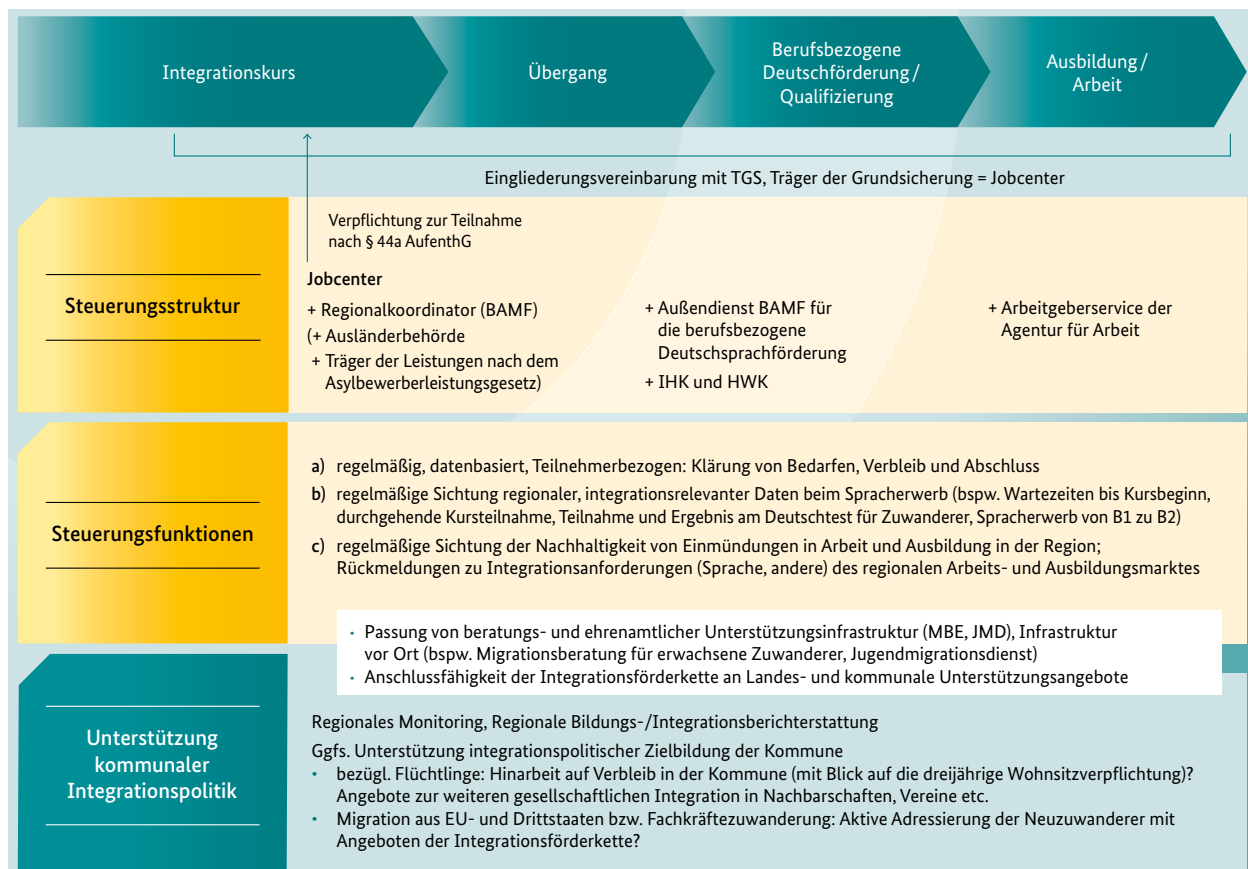 Integrationskurs
Übergang
Berufsbezogene
Deutschförderung/
Qualifizierung
Ausbildung/
Arbeit
Eingliederungsvereinbarung mit TGS, Träger der Grundsicherung = Jobcenter
Steuerungsstruktur
Verpflichtung zur Teilnahme
nach § 44a AufenthG
Jobcenter
+ Regionalkoordinator (BAMF)
(+ Ausländerbehörde
+ Träger der Leistungen nach dem
Asylbewerberleistungsgesetz)
+ Außendienst BAMF für
die berufsbezogene
Deutschsprachförderung
+ IHK und HWK
+ Arbeitgeberservice der
Agentur für Arbeit
Steuerungsfunktionen
a) regelmäßig, datenbasiert, Teilnehmerbezogen: Klärung von Bedarfen, Verbleib und Abschluss
b) regelmäßige Sichtung regionaler, integrationsrelevanter Daten beim Spracherwerb (bspw. Wartezeiten bis Kursbeginn,
durchgehende Kursteilnahme, Teilnahme und Ergebnis am Deutschtest für Zuwanderer, Spracherwerb von B1 zu B2)
c) regelmäßige Sichtung der Nachhaltigkeit von Einmündungen in Arbeit und Ausbildung in der Region;
Rückmeldungen zu Integrationsanforderungen (Sprache, andere) des regionalen Arbeits- und Ausbildungsmarktes
• Passung von beratungs- und ehrenamtlicher Unterstützungsinfrastruktur (MBE, JMD), Infrastruktur
vor Ort (bspw. Migrationsberatung für erwachsene Zuwanderer, Jugendmigrationsdienst)
• Anschlussfähigkeit der Integrationsförderkette an Landes- und kommunale Unterstützungsangebote
Unterstützung
kommunaler
Integrationspolitik
Regionales Monitoring, Regionale Bildungs-/Integrationsberichterstattung
Ggfs. Unterstützung integrationspolitischer Zielbildung der Kommune
• bezügl. Flüchtlinge: Hinarbeit auf Verbleib in der Kommune (mit Blick auf die dreijährige Wohnsitzverpflichtung)?
Angebote zur weiteren gesellschaftlichen Integration in Nachbarschaften, Vereine etc.
• Migration aus EU- und Drittstaaten bzw. Fachkräftezuwanderung: Aktive Adressierung der Neuzuwanderer mit
Angeboten der Integrationsförderkette?